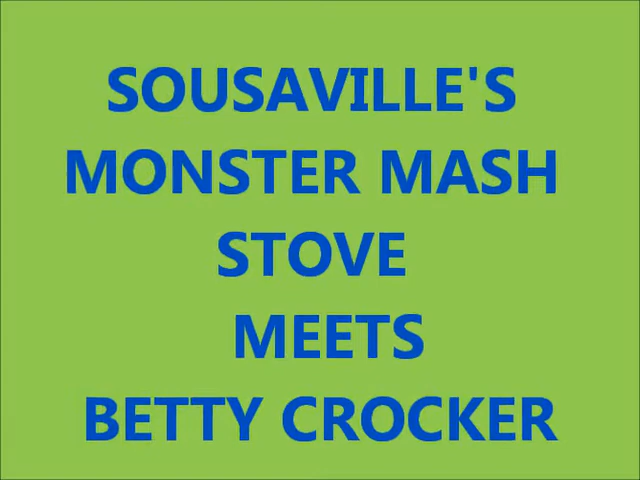 SOUSAVILLE'S
MONSTER MASH
STOVE
MEETS
BETTY CROCKER